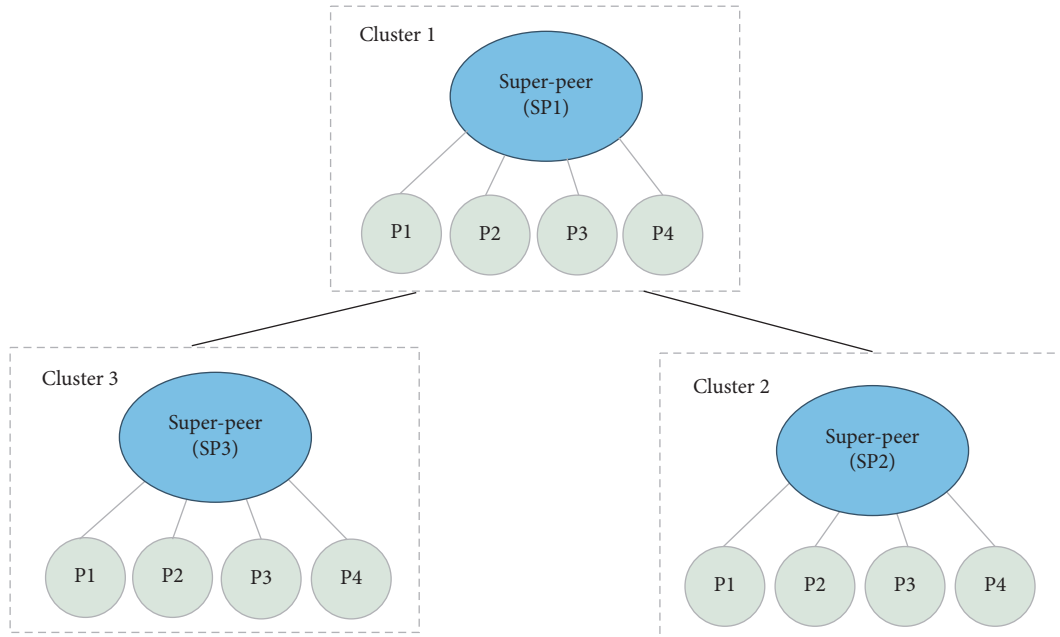 Cluster 1
Super-peer
(SP1)
P1
P2
P3
P4
Cluster 3
Super-peer
(SP3)
P1
P2
P3
P4
Cluster 2
Super-peer
(SP2)
P1
P2
P3
P4